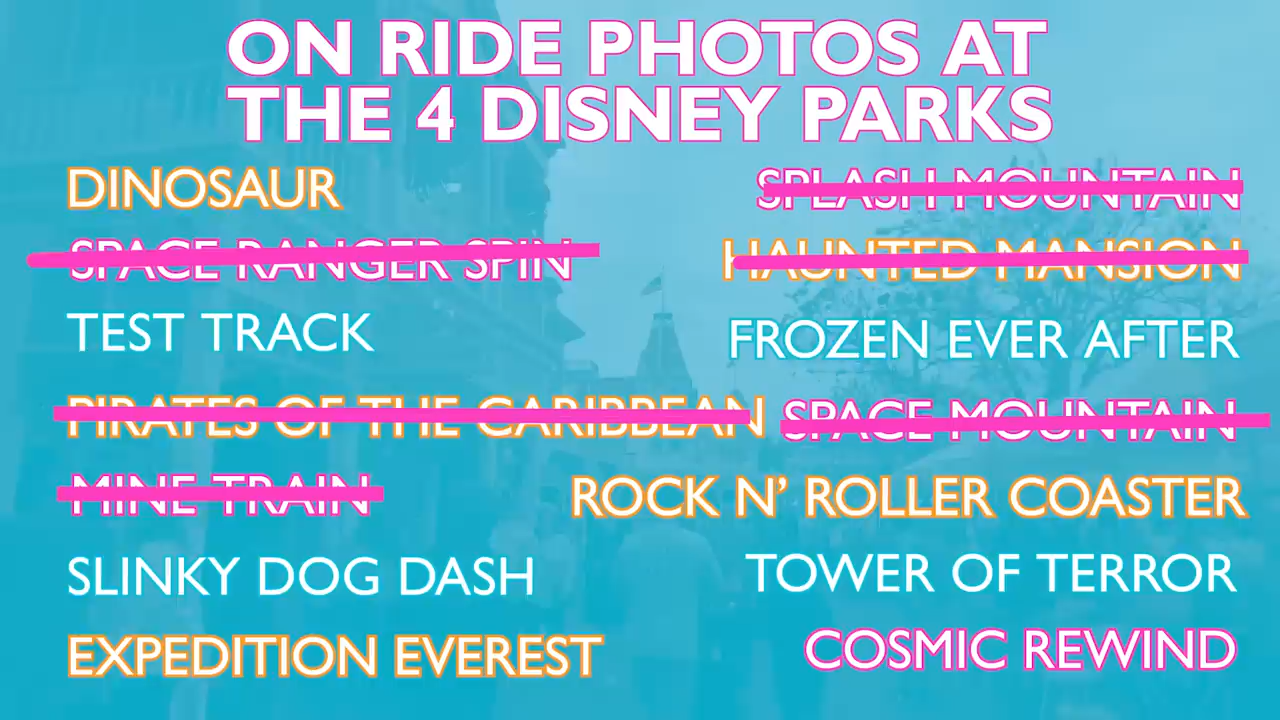 ON RIDE PHOTOS AT
THE 4 DISNEY PARKS
DINOSAUR
SPACE RANGER SPIN
TEST TRACK
PIRATES OF THE CARIBBEAN
MINE TRAIN
SLINKY DOG DASH
EXPEDITION EVEREST
SPLASH MOUNTAIN
HAUNTED MANSION
FROZEN EVER AFTER
SPACE MOUNTAIN
ROCK N' ROLLER COASTER
TOWER OF TERROR
COSMIC REWIND